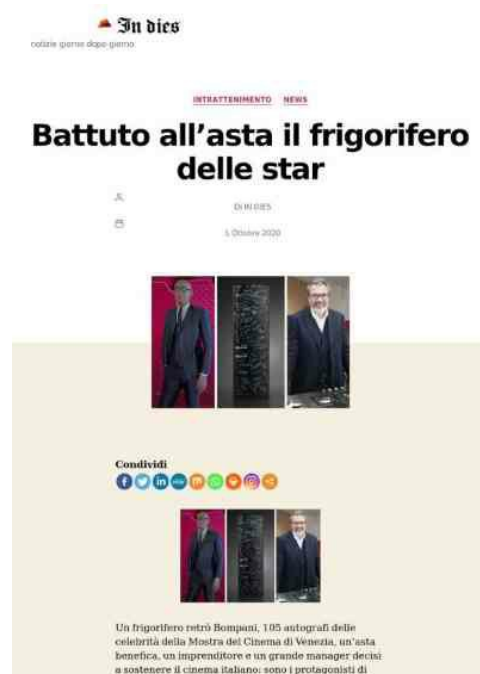 In dies
notizie giorno dopo giorno
INTRATTENIMENTO NEWS
Battuto all’asta il frigorifero
delle star
DI IN DIES
1 Ottobre 2020
Condividi
Un frigorifero retrò Bompani, 105 autografi delle
celebrità della Mostra del Cinema di Venezia, un’asta
benefica, un imprenditore e un grande manager decisi
a sostenere il cinema italiano: sono i protagonisti di